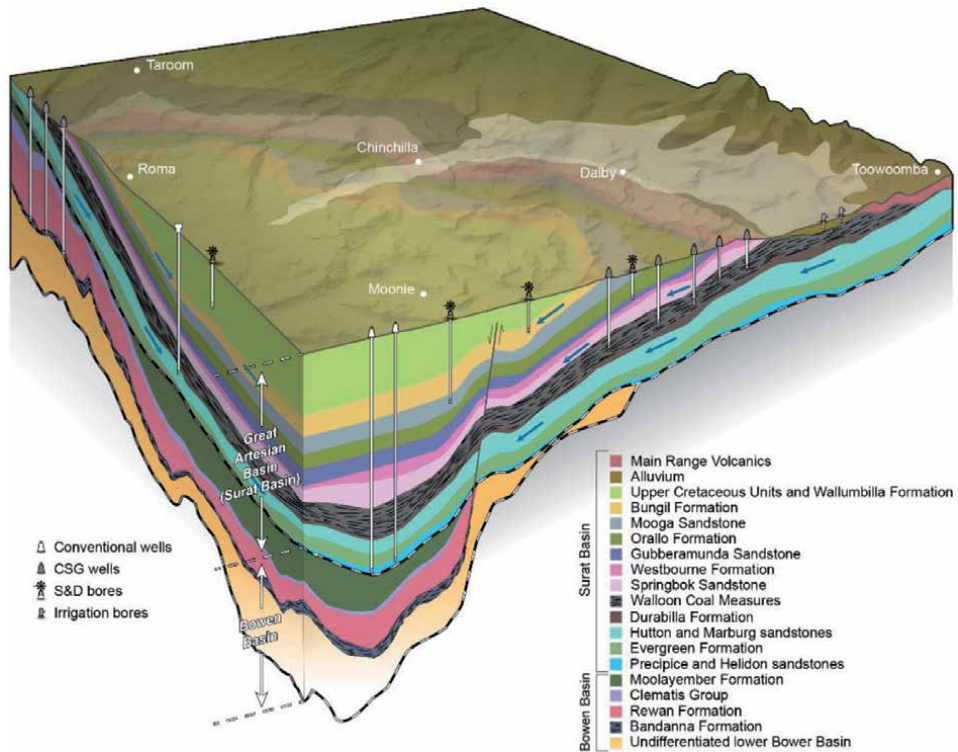 Taroom
Roma
Chinchilla
Dalby
Toowoomba
Moonie
Great
Artesian
Basin
(Surat Basin)
Bowen
Basin
Conventional wells
CSG wells
S&D bores
Irrigation bores
Surat Basin
Main Range Volcanics
Alluvium
Upper Cretaceous Units and Wallumbilla Formation
Bungil Formation
Mooga Sandstone
Orallo Formation
Gubberamunda Sandstone
Westbourne Formation
Springbok Sandstone
Walloon Coal Measures
Durabilla Formation
Hutton and Marburg sandstones
Evergreen Formation
Precipice and Helidon sandstones
Bowen Basin
Moolayember Formation
Clematis Group
Rewan Formation
Bandanna Formation
Undifferentiated lower Bower Basin